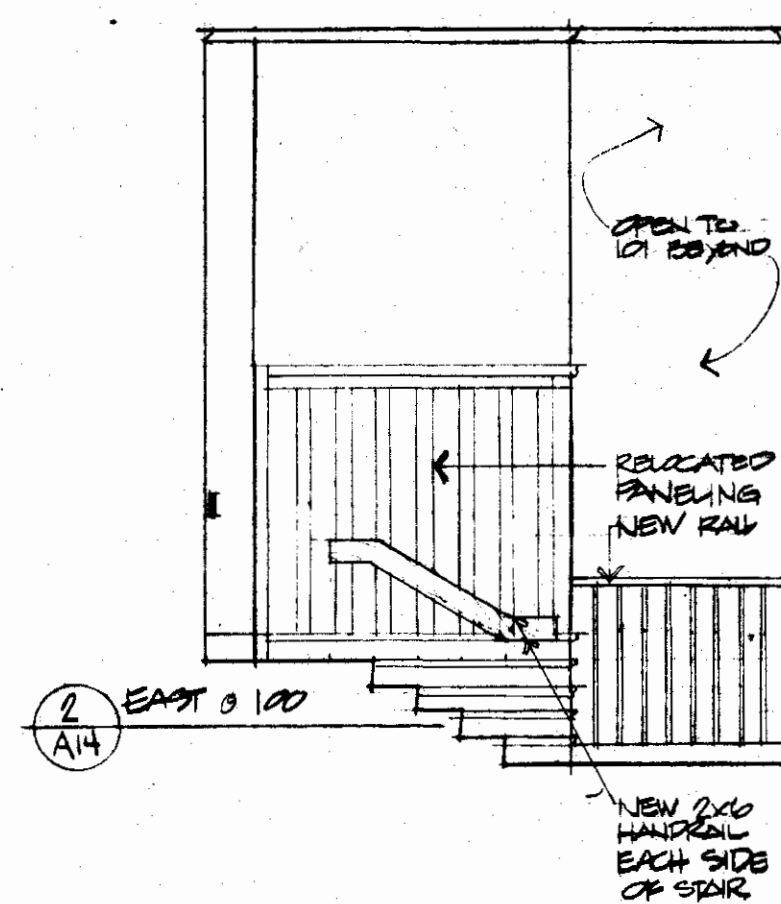 OPEN TO
101 BEYOND
RELOCATED
PANELING
NEW RAIL
2
A14
EAST @ 100
NEW 2x6
HANDRAIL
EACH SIDE
OF STAIR